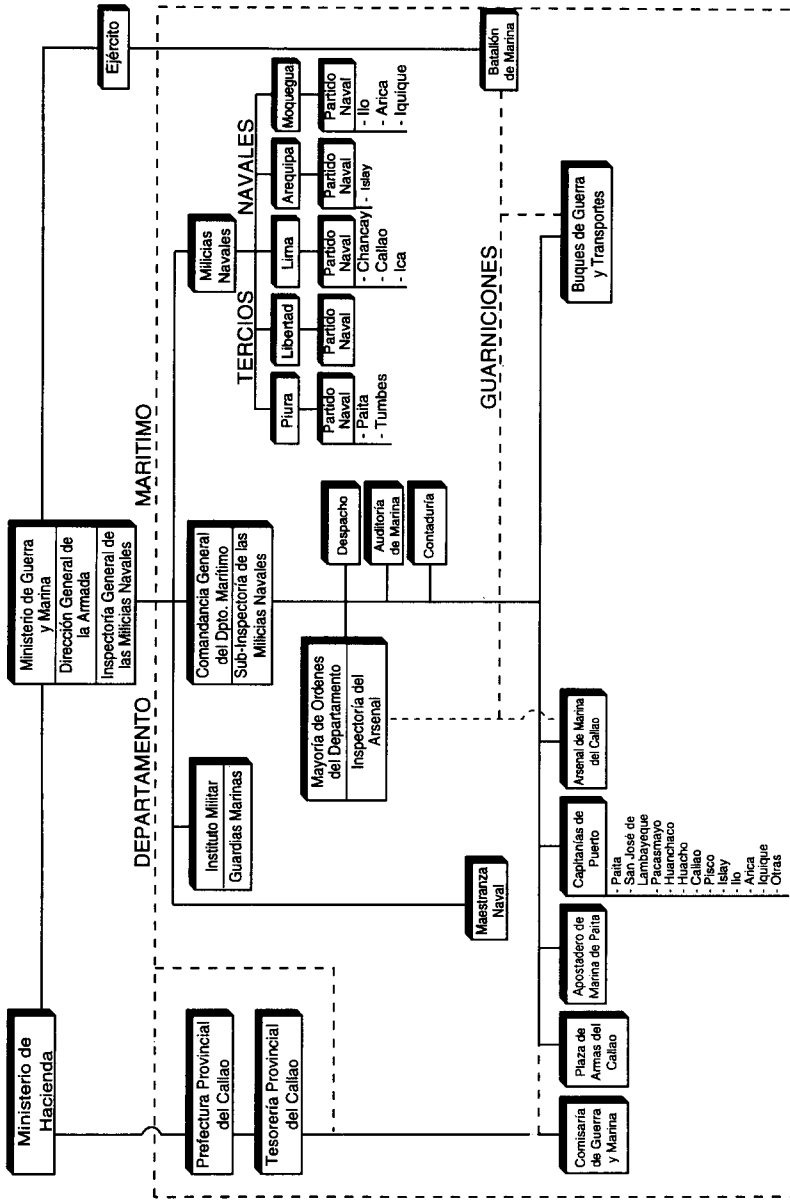 Ministerio de
Hacienda
Ministerio de Guerra
y Marina
Dirección General de
la Armada
Inspectoría General de
las Milicias Navales
Ejército
DEPARTAMENTO
MARITIMO
Prefectura Provincial
del Callao
Tesorería Provincial
del Callao
Instituto Militar
Guardias Marinas
Comandancia General
del Dpto. Marítimo
Sub-Inspectoría de las
Milicias Navales
Milicias
Navales
TERCIOS
NAVALES
Piura
Libertad
Lima
Arequipa
Moquegua
Partido
Naval
- Paita
- Tumbes
Partido
Naval
Partido
Naval
- Chancay
- Callao
- Ica
Partido
Naval
- Islay
Partido
Naval
- Ilo
- Arica
- Iquique
Mayoría de Ordenes
del Departamento
Inspectoría del
Arsenal
Despacho
Auditoría
de Marina
Contaduría
Maestranza
Naval
Batallón
de Marina
GUARNICIONES
Comisaría
de Guerra
y Marina
Plaza de
Armas del
Callao
Apostadero de
Marina de Paita
Capitanías de
Puerto
- Paita
- San José de
Lambayeque
- Pacasmayo
- Huanchaco
- Huacho
- Callao
- Pisco
- Islay
- Ilo
- Arica
- Iquique
- Otras
Arsenal de Marina
del Callao
Buques de Guerra
y Transportes